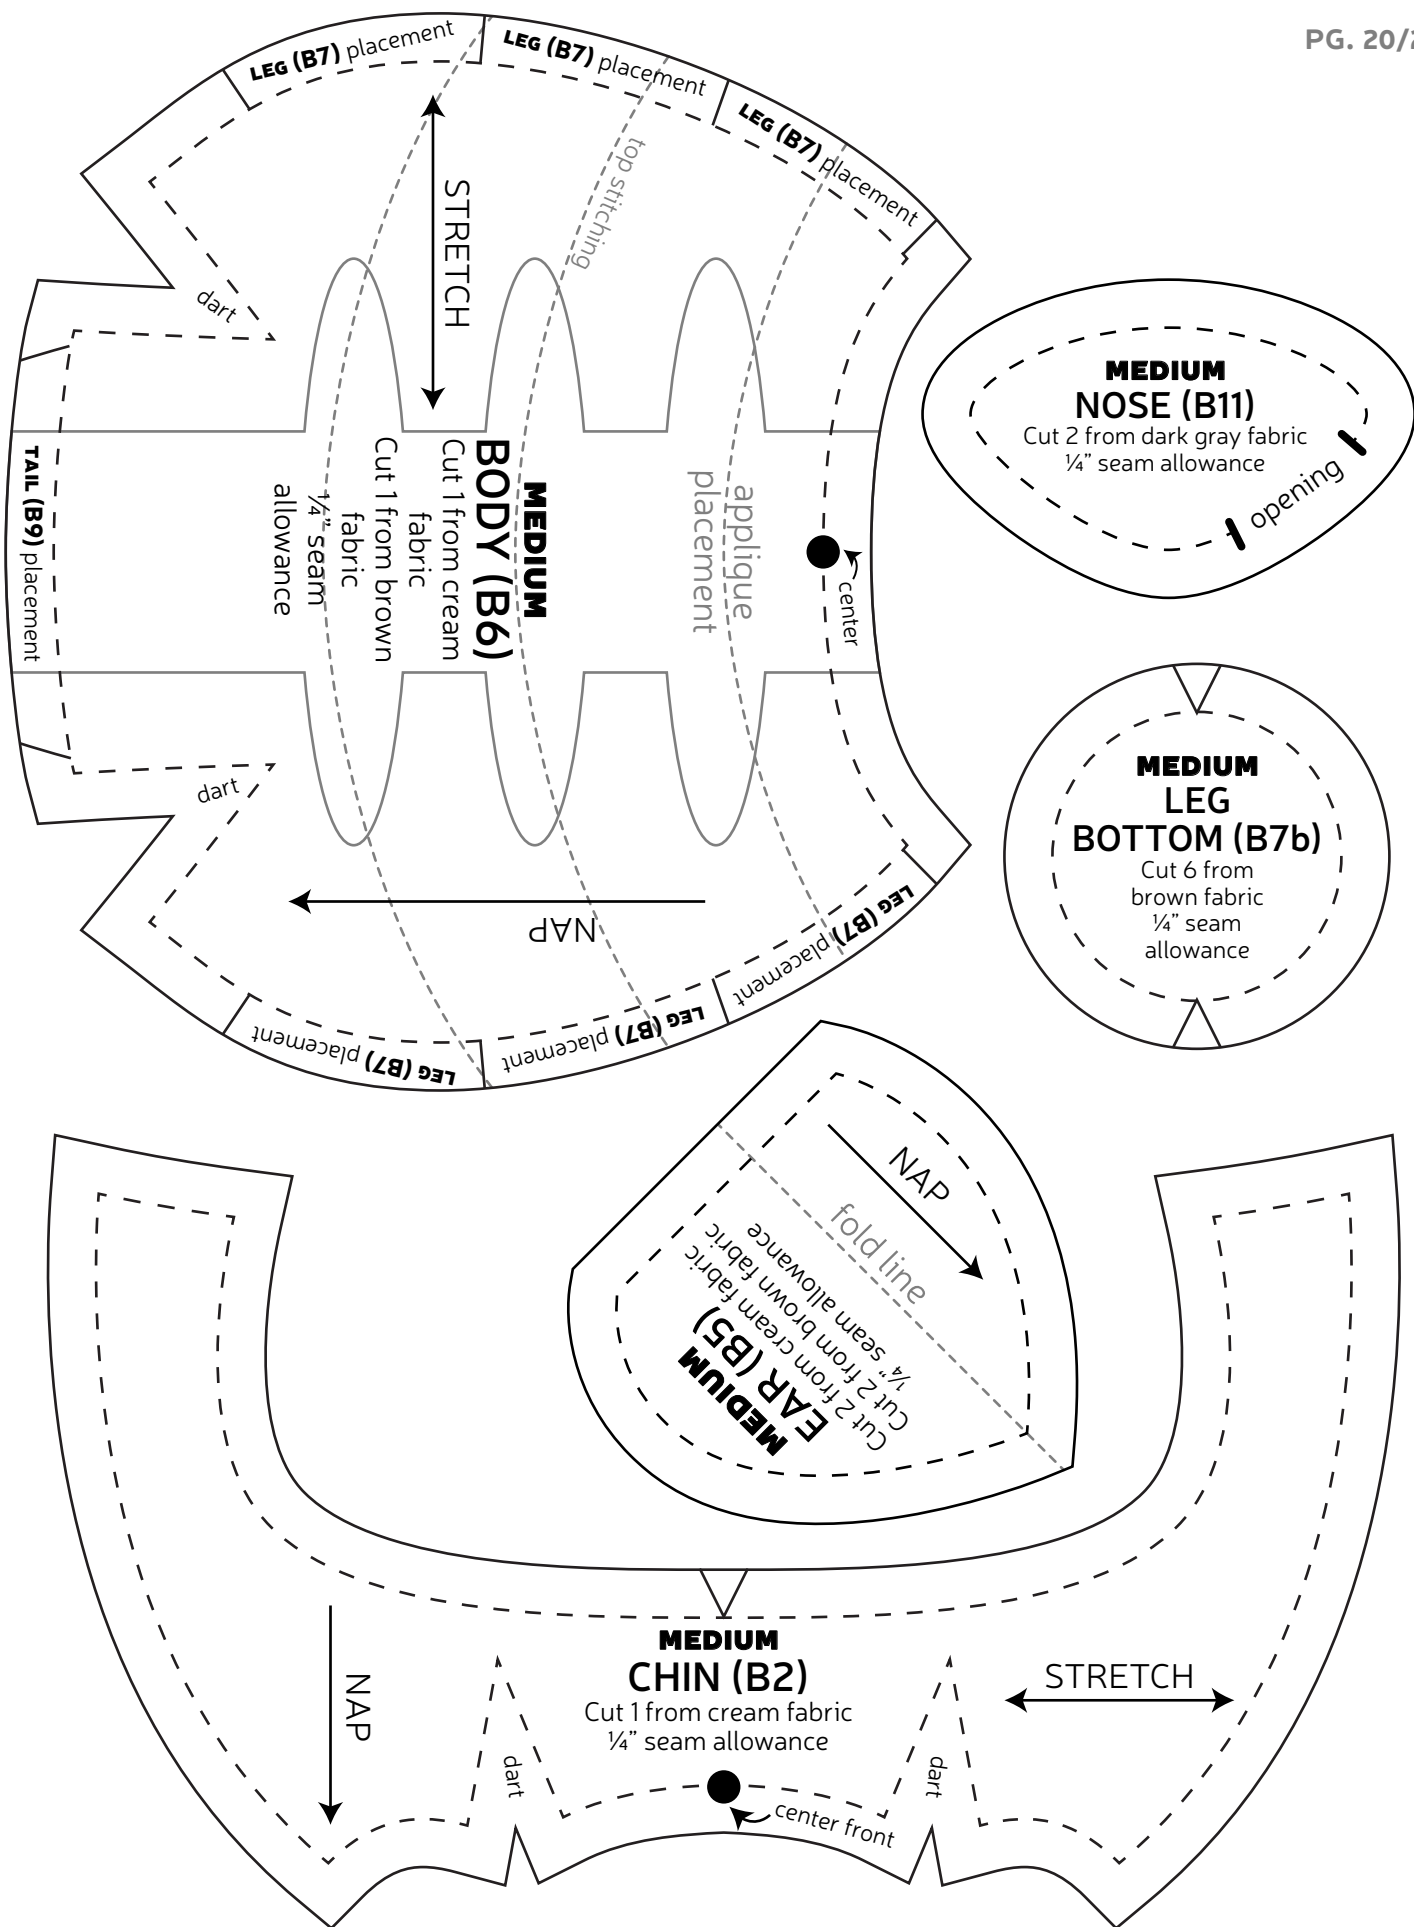 PG. 20/2
LEG (B7) placement
LEG (B7) placement
LEG (B7) placement
top stitching
STRETCH
dart
TAIL (B9) placement
MEDIUM
BODY (B6)
Cut 1 from cream
fabric
Cut 1 from brown
fabric
¼” seam
allowance
applique
placement
center
dart
NAP
LEG (B7) placement
LEG (B7) placement
LEG (B7) placement
MEDIUM
NOSE (B11)
Cut 2 from dark gray fabric
¼” seam allowance
opening
MEDIUM
LEG
BOTTOM (B7b)
Cut 6 from
brown fabric
¼” seam
allowance
NAP
fold line
MEDIUM
EAR (B5)
Cut 2 from cream fabric
Cut 2 from brown fabric
¼” seam allowance
MEDIUM
CHIN (B2)
Cut 1 from cream fabric
¼” seam allowance
NAP
STRETCH
dart
dart
center front